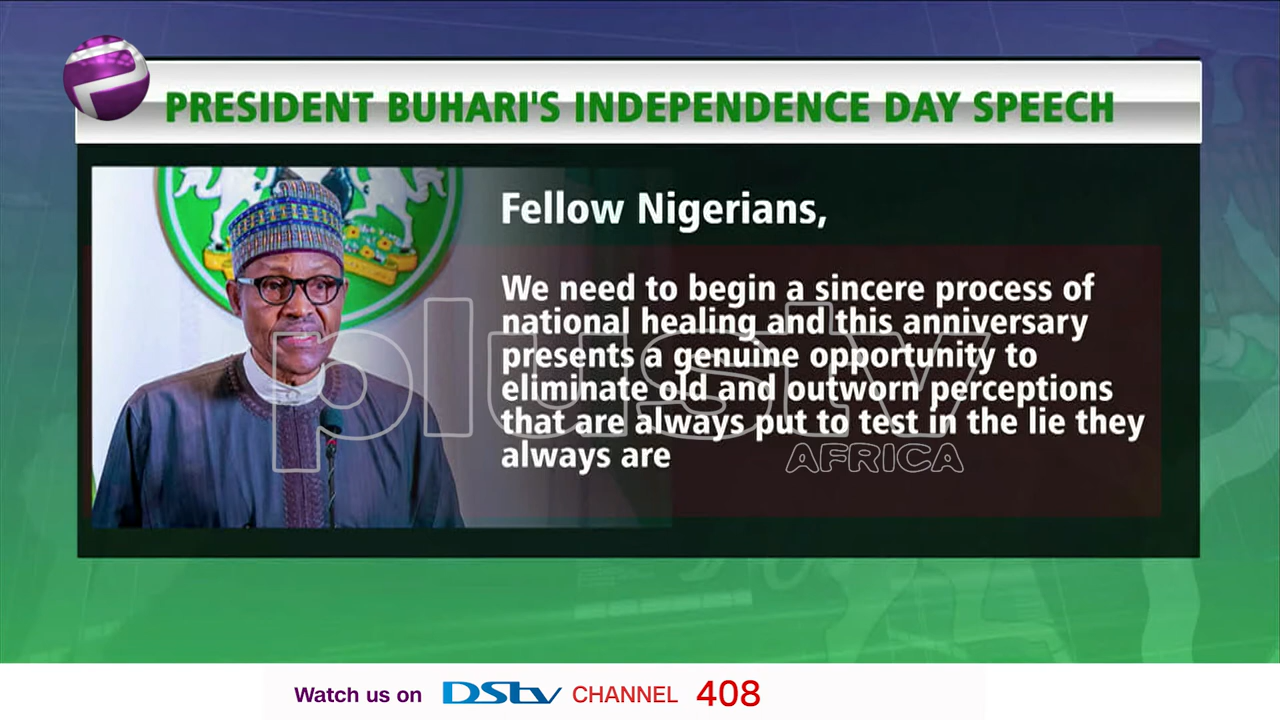 PRESIDENT BUHARI'S INDEPENDENCE DAY SPEECH
Fellow Nigerians,
We need to begin a sincere process of
national healing and this anniversary
presents a genuine opportunity to
eliminate old and outworn perceptions
that are always put to test in the lie they
always are
plustv
AFRICA
Watch us on DStv CHANNEL 408